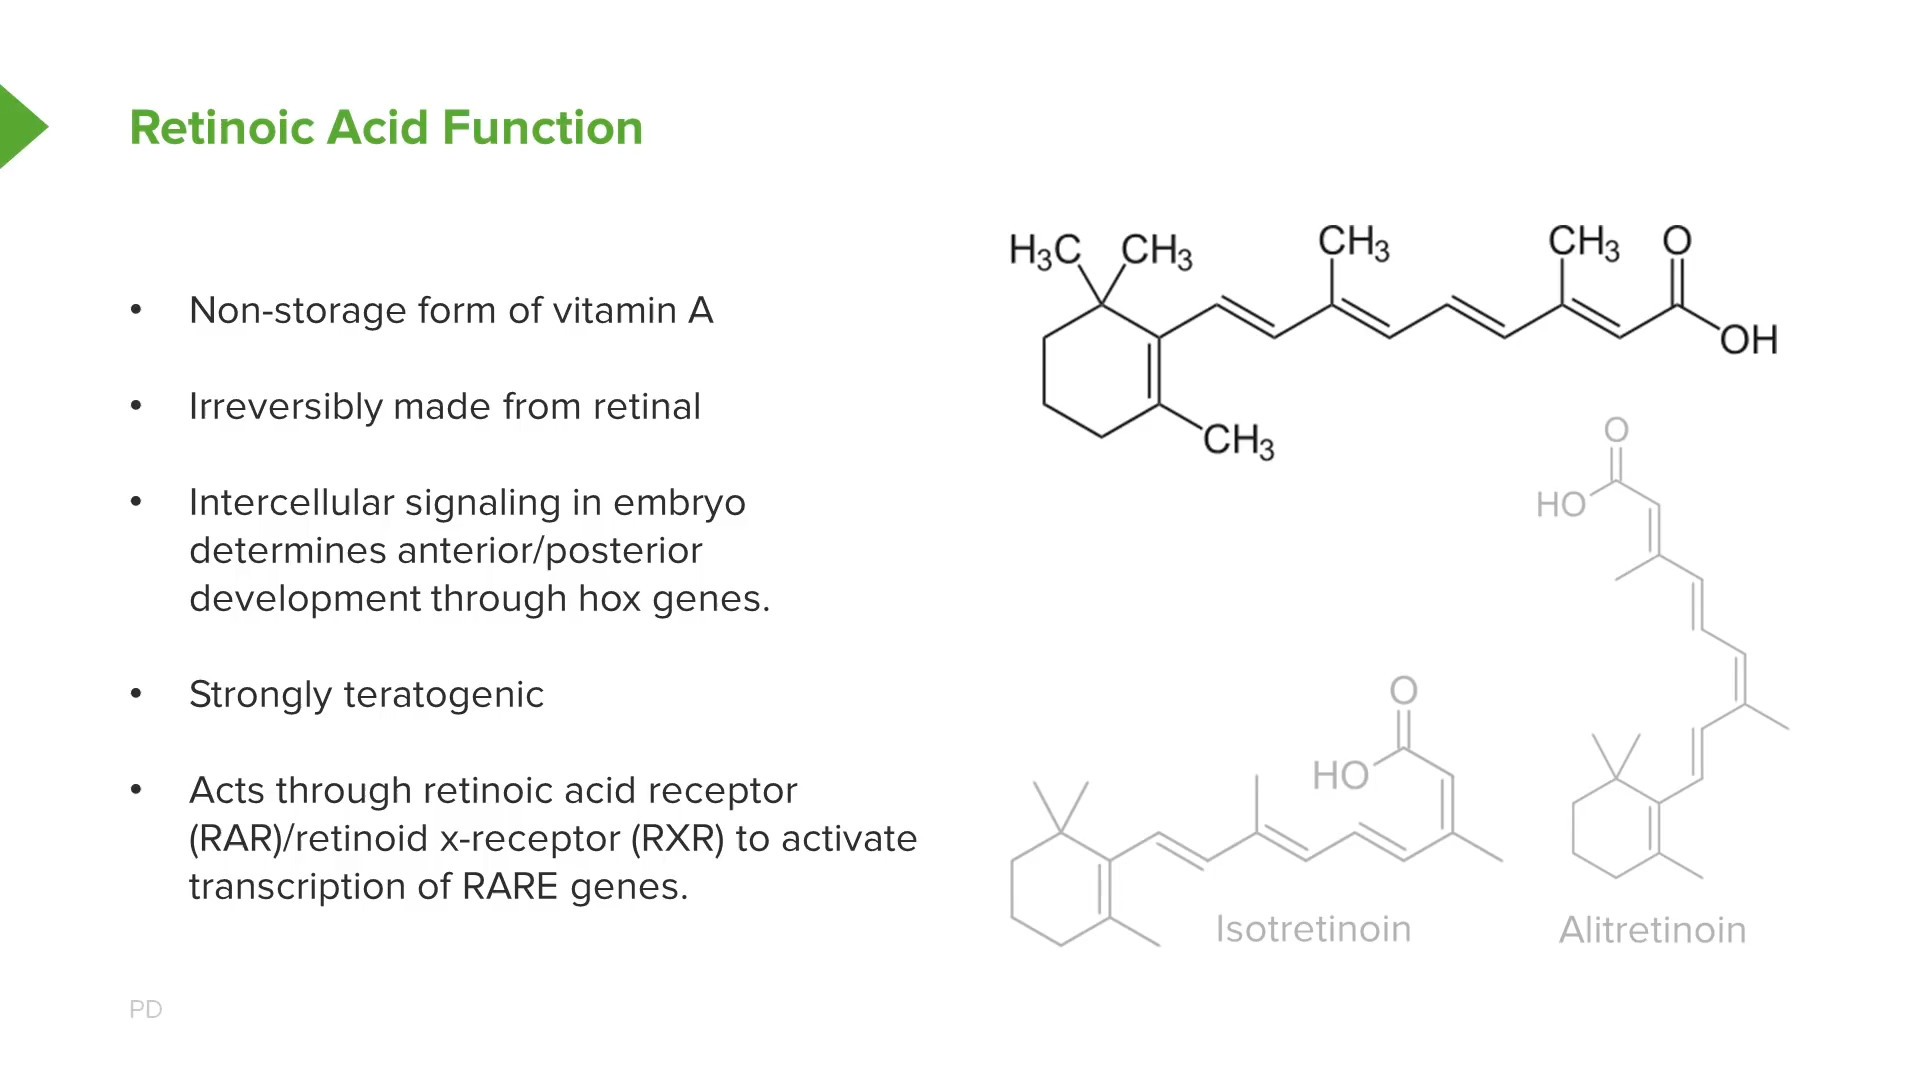 Retinoic Acid Function
• Non-storage form of vitamin A
• Irreversibly made from retinal
• Intercellular signaling in embryo
determines anterior/posterior
development through hox genes.
• Strongly teratogenic
• Acts through retinoic acid receptor
(RAR)/retinoid x-receptor (RXR) to activate
transcription of RARE genes.
H₃C CH₃ CH₃ CH₃ O
OH
CH₃
O
HO
O
HO
Isotretinoin
Alitretinoin
PD